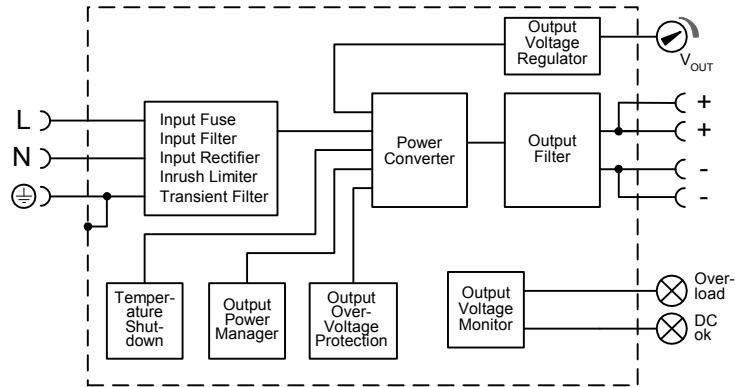 Output
Voltage
Regulator
V_OUT
L
N
Input Fuse
Input Filter
Input Rectifier
Inrush Limiter
Transient Filter
Power
Converter
Output
Filter
+
+
-
-
Temper-
ature
Shut-
down
Output
Power
Manager
Output
Over-
Voltage
Protection
Output
Voltage
Monitor
Over-
load
DC
ok